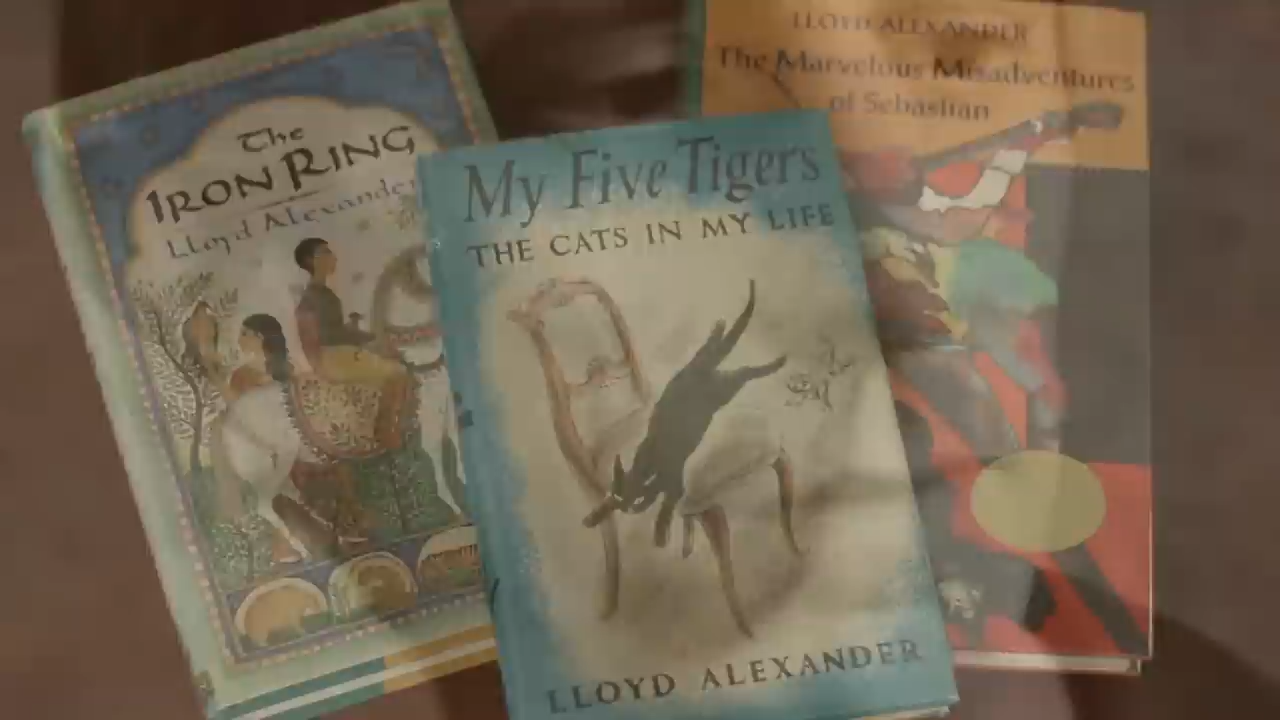 The
IRON RING
Lloyd Alexander
My Five Tigers
THE CATS IN MY LIFE
LLOYD ALEXANDER
LLOYD ALEXANDER
The Marvelous Misadventures
of Sebastian